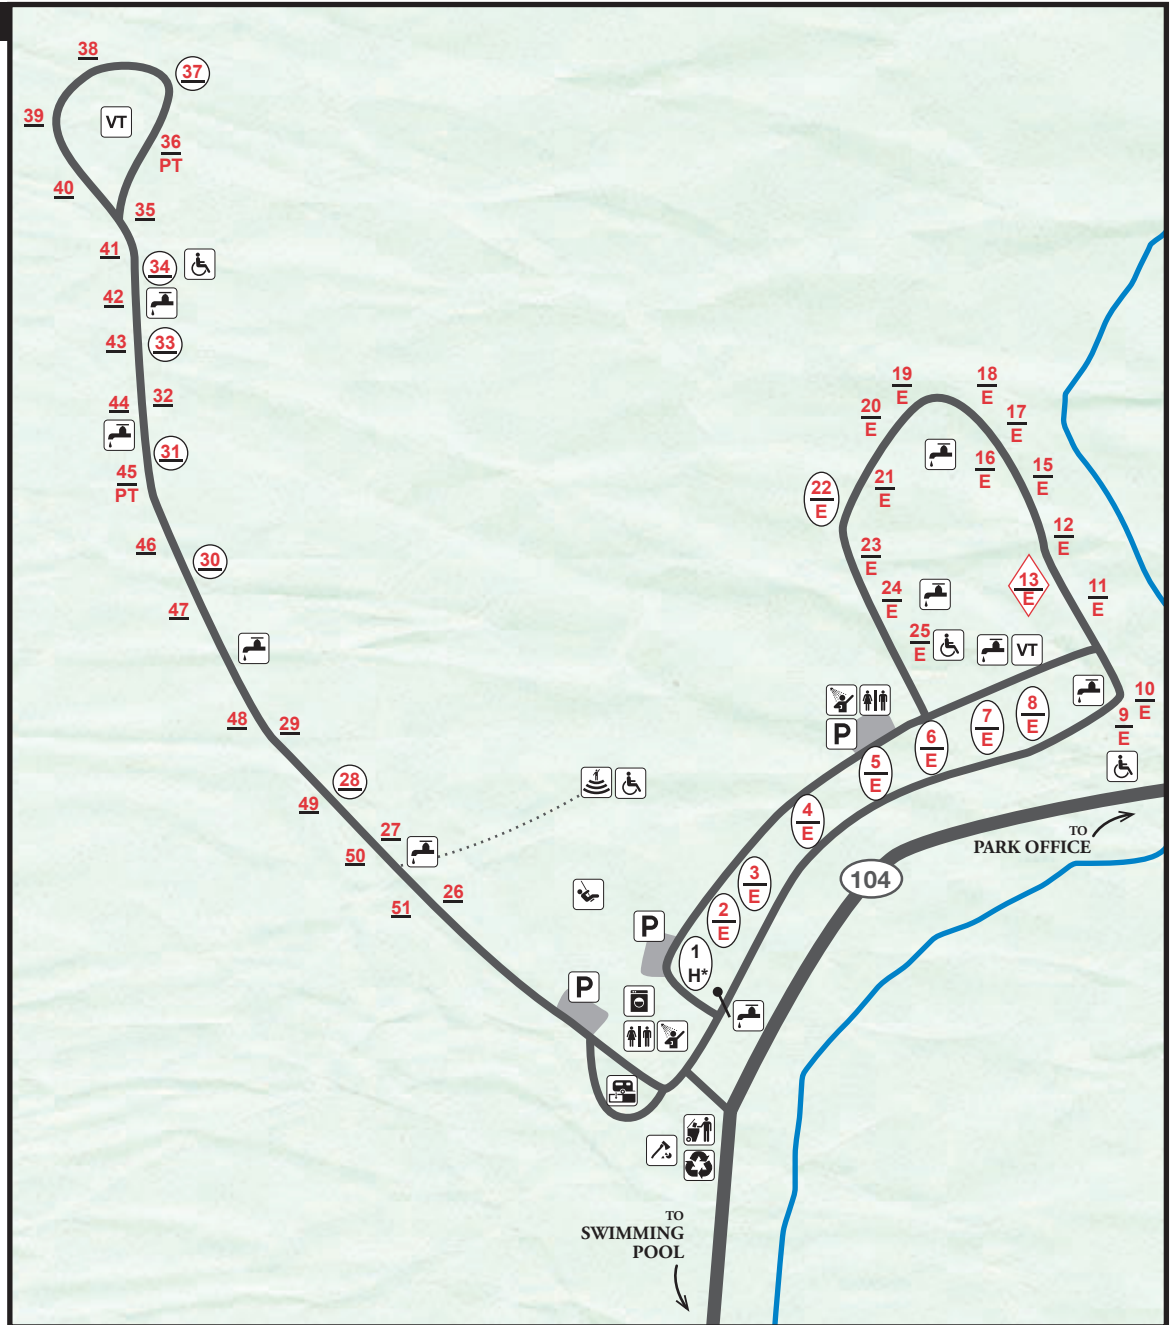 38
37
39
VT
36
PT
40
35
41
34
42
43
33
44
32
31
45
PT
46
30
47
48
29
28
49
27
50
26
51
19
E
18
E
20
E
17
E
16
E
15
E
21
E
22
E
12
E
23
E
13
E
11
E
24
E
25
E
VT
10
E
9
E
8
E
7
E
6
E
P
5
E
4
E
TO
PARK OFFICE
104
3
E
2
E
P
1
H*
P
TO
SWIMMING
POOL